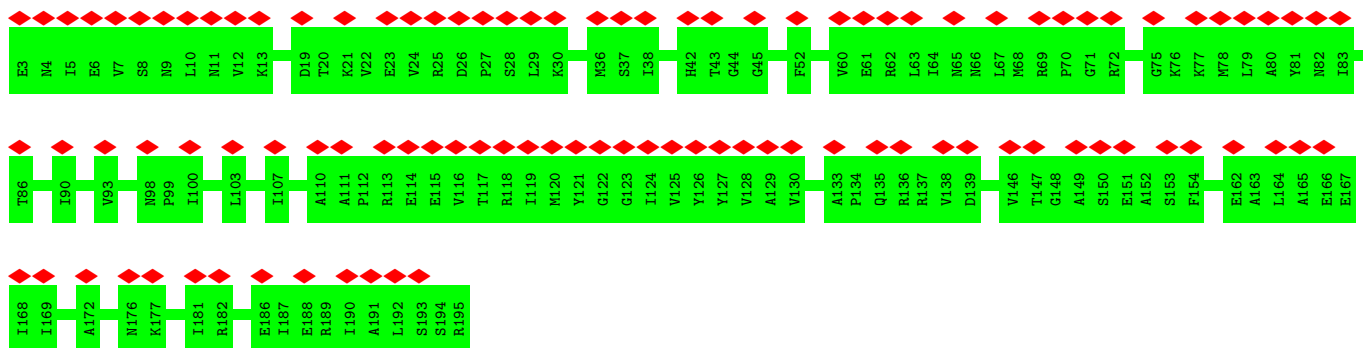 E3 N4 I5 E6 V7 S8 N9 L10 N11 V12 K13 D19 T20 K21 V22 E23 V24 R25 D26 P27 S28 L29 K30 M36 S37 I38 H42 T43 G44 G45 F52 V60 E61 R62 L63 I64 N65 N66 L67 M68 R69 P70 G71 R72 G75 K76 K77 M78 L79 A80 Y81 N82 I83
T86 I90 V93 N98 P99 I100 L103 I107 A110 A111 P112 R113 E114 E115 V116 T117 R118 I119 M120 Y121 G122 G123 I124 V125 Y126 Y127 V128 A129 V130 A133 P134 Q135 R136 R137 V138 D139 V146 T147 G148 A149 S150 E151 A152 S153 F154 E162 A163 L164 A165 E166 E167
I168 I169 A172 N176 K177 I181 R182 E186 I187 E188 R189 I190 A191 L192 S193 S194 R195